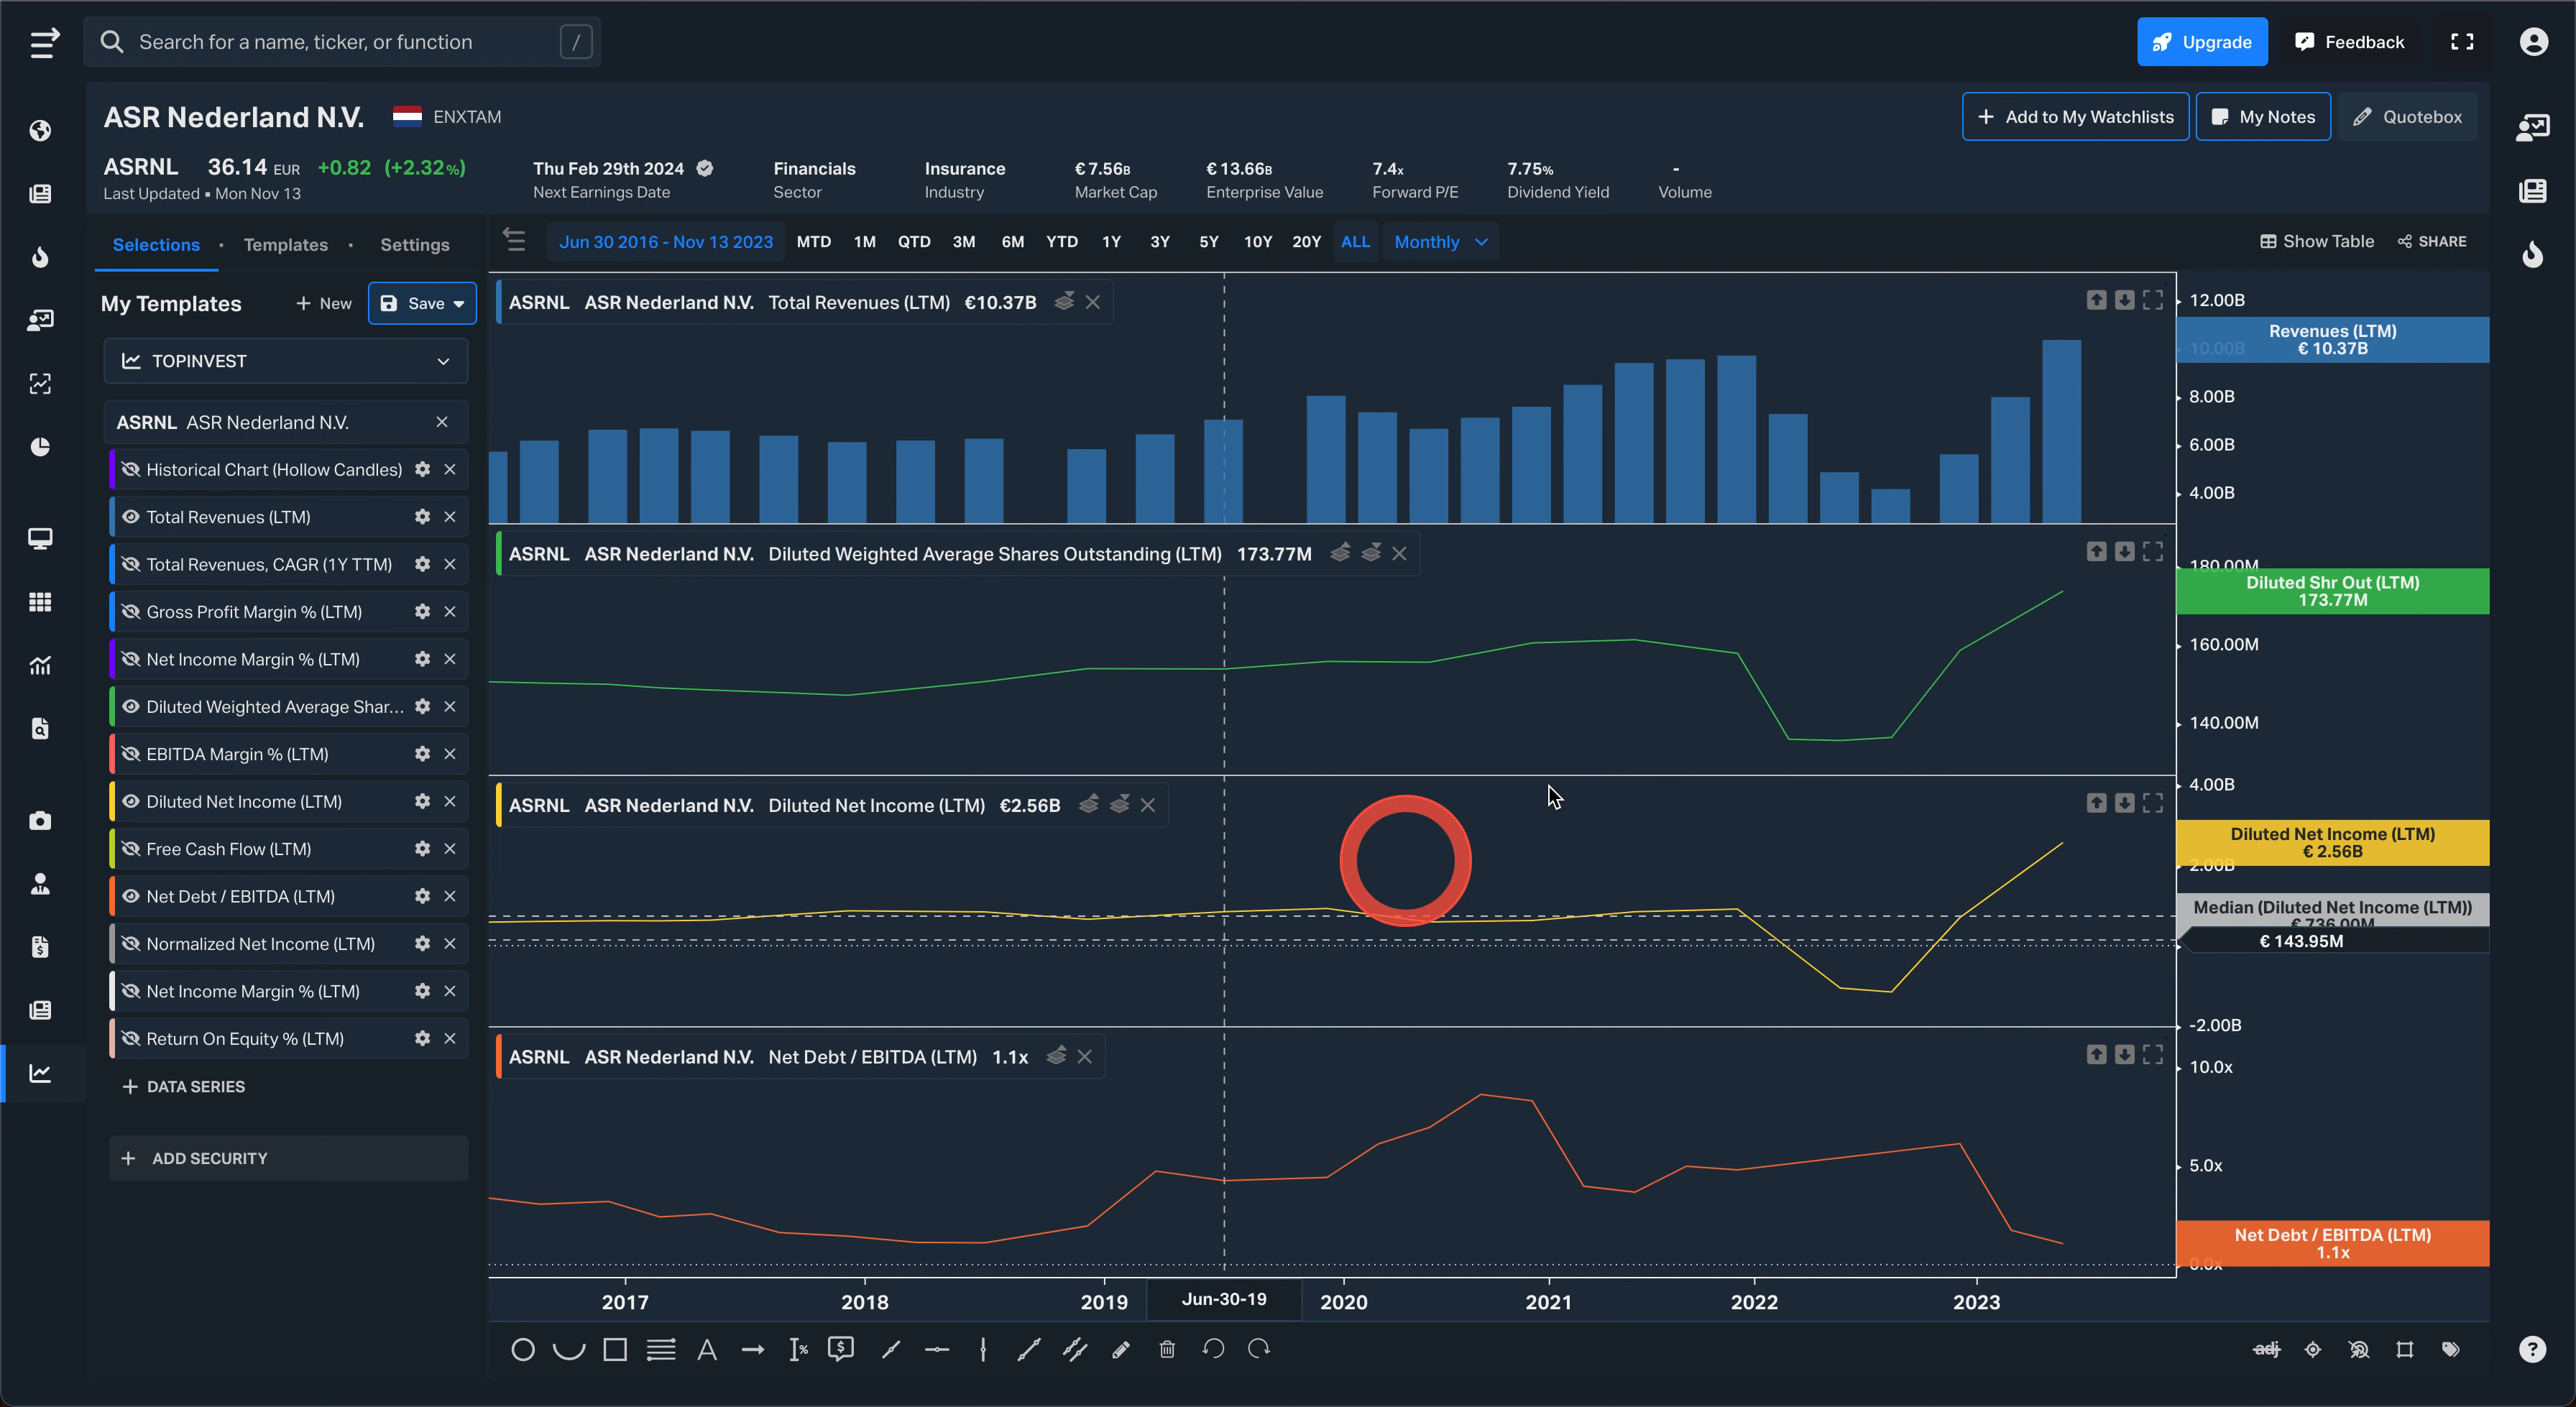 Search for a name, ticker, or function /
Upgrade
Feedback
ASR Nederland N.V. ENXTAM
Add to My Watchlists
My Notes
Quotebox
ASRNL 36.14 EUR +0.82 (+2.32%)
Last Updated ▪ Mon Nov 13
Thu Feb 29th 2024
Next Earnings Date
Financials
Sector
Insurance
Industry
€ 7.56B
Market Cap
€ 13.66B
Enterprise Value
7.4x
Forward P/E
7.75%
Dividend Yield
-
Volume
Selections · Templates · Settings
Jun 30 2016 - Nov 13 2023 MTD 1M QTD 3M 6M YTD 1Y 3Y 5Y 10Y 20Y ALL Monthly
Show Table SHARE
My Templates + New Save
TOPINVEST
ASRNL ASR Nederland N.V.
Historical Chart (Hollow Candles)
Total Revenues (LTM)
Total Revenues, CAGR (1Y TTM)
Gross Profit Margin % (LTM)
Net Income Margin % (LTM)
Diluted Weighted Average Shar...
EBITDA Margin % (LTM)
Diluted Net Income (LTM)
Free Cash Flow (LTM)
Net Debt / EBITDA (LTM)
Normalized Net Income (LTM)
Net Income Margin % (LTM)
Return On Equity % (LTM)
+ DATA SERIES
+ ADD SECURITY
ASRNL ASR Nederland N.V. Total Revenues (LTM) €10.37B
12.00B
Revenues (LTM)
€ 10.37B
10.00B
8.00B
6.00B
4.00B
ASRNL ASR Nederland N.V. Diluted Weighted Average Shares Outstanding (LTM) 173.77M
180.00M
Diluted Shr Out (LTM)
173.77M
160.00M
140.00M
ASRNL ASR Nederland N.V. Diluted Net Income (LTM) €2.56B
4.00B
Diluted Net Income (LTM)
€ 2.56B
2.00B
Median (Diluted Net Income (LTM))
€ 736.00M
€ 143.95M
-2.00B
ASRNL ASR Nederland N.V. Net Debt / EBITDA (LTM) 1.1x
10.0x
5.0x
Net Debt / EBITDA (LTM)
1.1x
0.0x
2017 2018 2019 Jun-30-19 2020 2021 2022 2023
A
%
$
adj
?